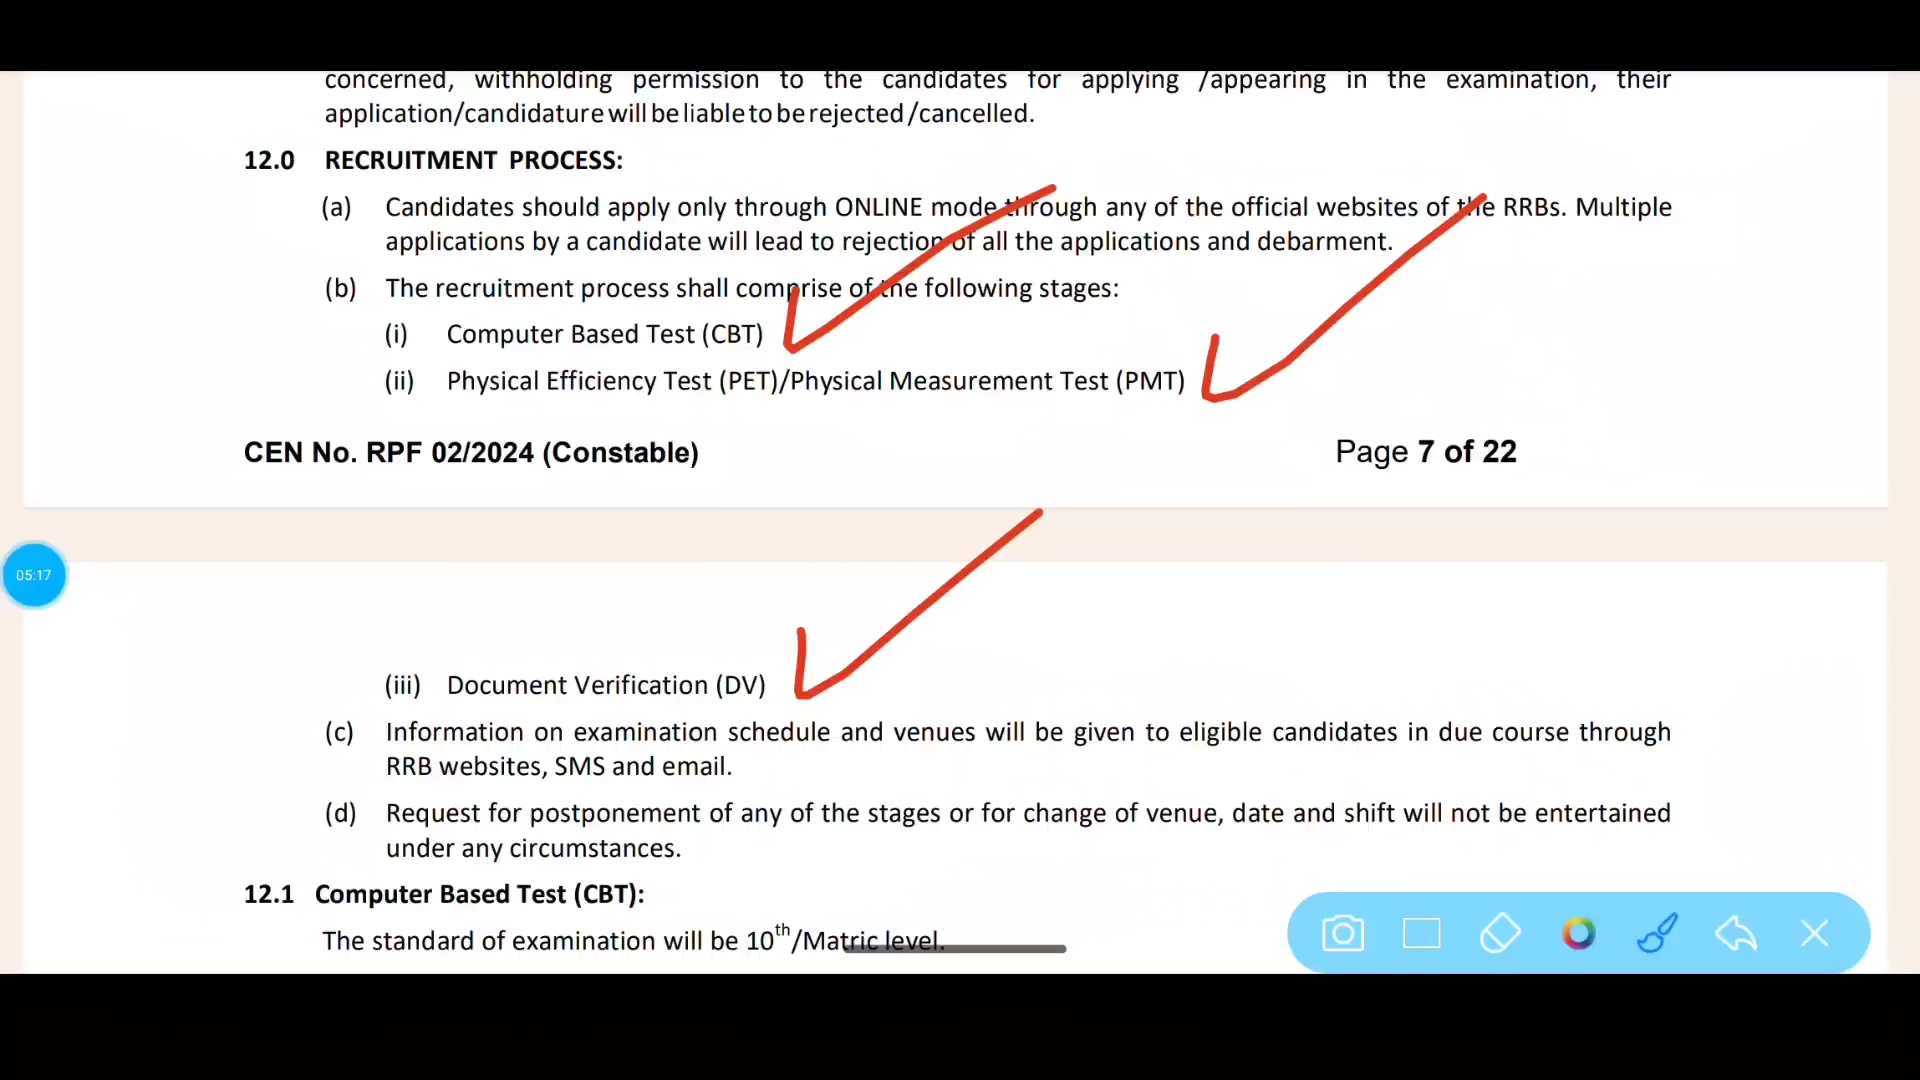 concerned, withholding permission to the candidates for applying /appearing in the examination, their
application/candidature will be liable to be rejected /cancelled.
12.0 RECRUITMENT PROCESS:
(a) Candidates should apply only through ONLINE mode through any of the official websites of the RRBs. Multiple
applications by a candidate will lead to rejection of all the applications and debarment.
(b) The recruitment process shall comprise of the following stages:
(i) Computer Based Test (CBT)
(ii) Physical Efficiency Test (PET)/Physical Measurement Test (PMT)
CEN No. RPF 02/2024 (Constable) Page 7 of 22
05:17
(iii) Document Verification (DV)
(c) Information on examination schedule and venues will be given to eligible candidates in due course through
RRB websites, SMS and email.
(d) Request for postponement of any of the stages or for change of venue, date and shift will not be entertained
under any circumstances.
12.1 Computer Based Test (CBT):
The standard of examination will be 10th/Matric level.